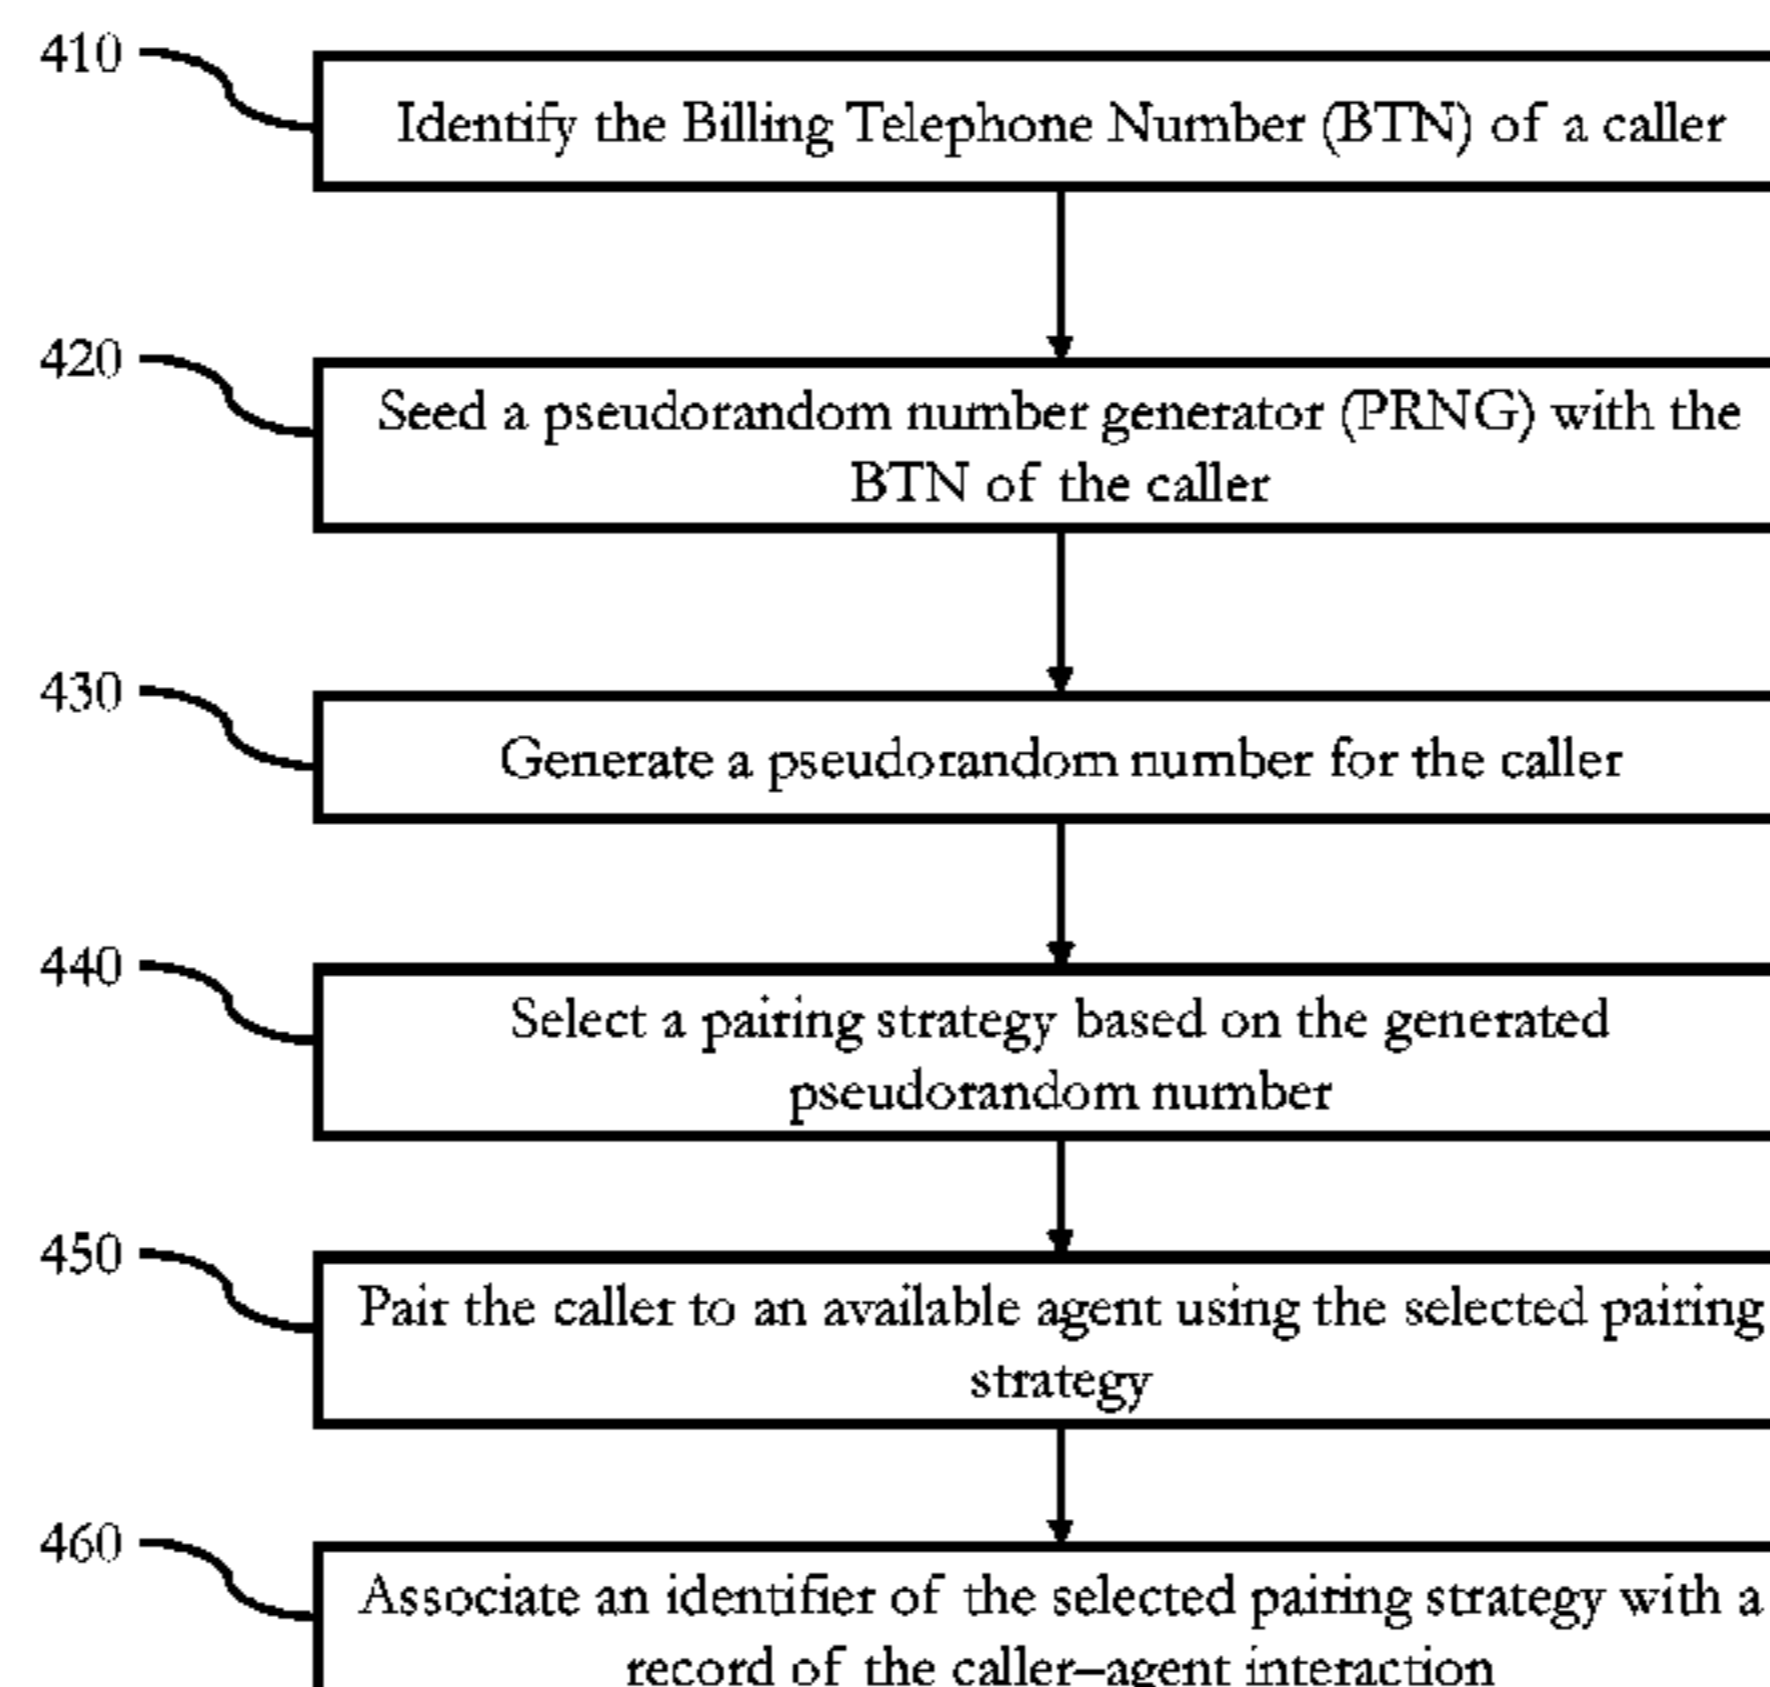 410
Identify the Billing Telephone Number (BTN) of a caller
420
Seed a pseudorandom number generator (PRNG) with the
BTN of the caller
430
Generate a pseudorandom number for the caller
440
Select a pairing strategy based on the generated
pseudorandom number
450
Pair the caller to an available agent using the selected pairing
strategy
460
Associate an identifier of the selected pairing strategy with a
record of the caller–agent interaction